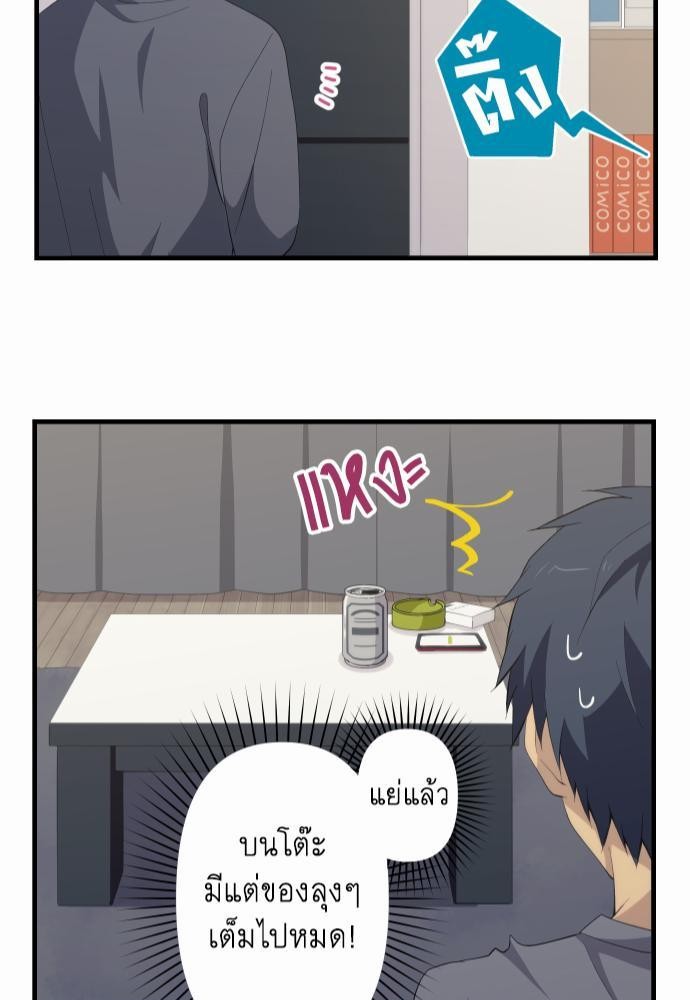 ติ๊ง
COMiCO
COMiCO
COMiCO
แหงะ
แย่แล้ว
บนโต๊ะ
มีแต่ของลุงๆ
เต็มไปหมด!